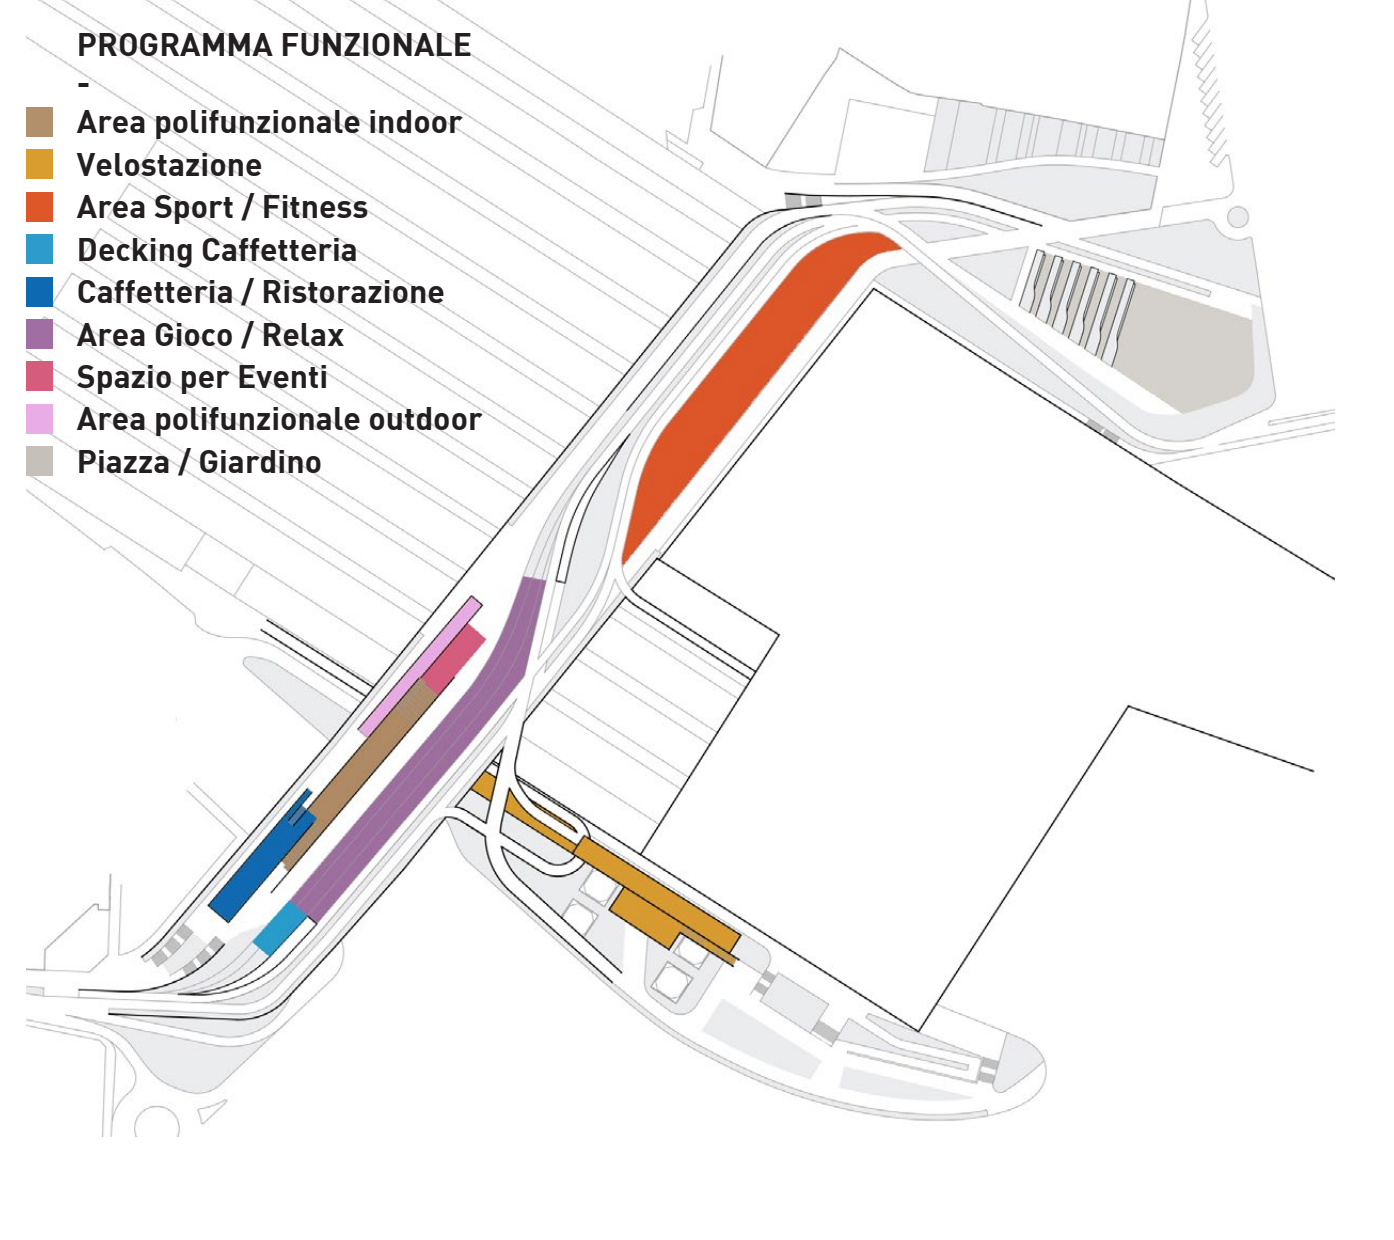 PROGRAMMA FUNZIONALE
-
Area polifunzionale indoor
Velostazione
Area Sport / Fitness
Decking Caffetteria
Caffetteria / Ristorazione
Area Gioco / Relax
Spazio per Eventi
Area polifunzionale outdoor
Piazza / Giardino